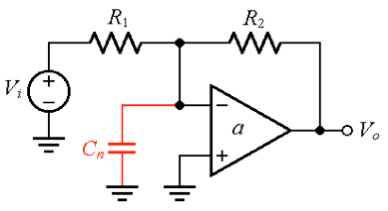 R1 R2
Vi + −
− a Vo
Cn +